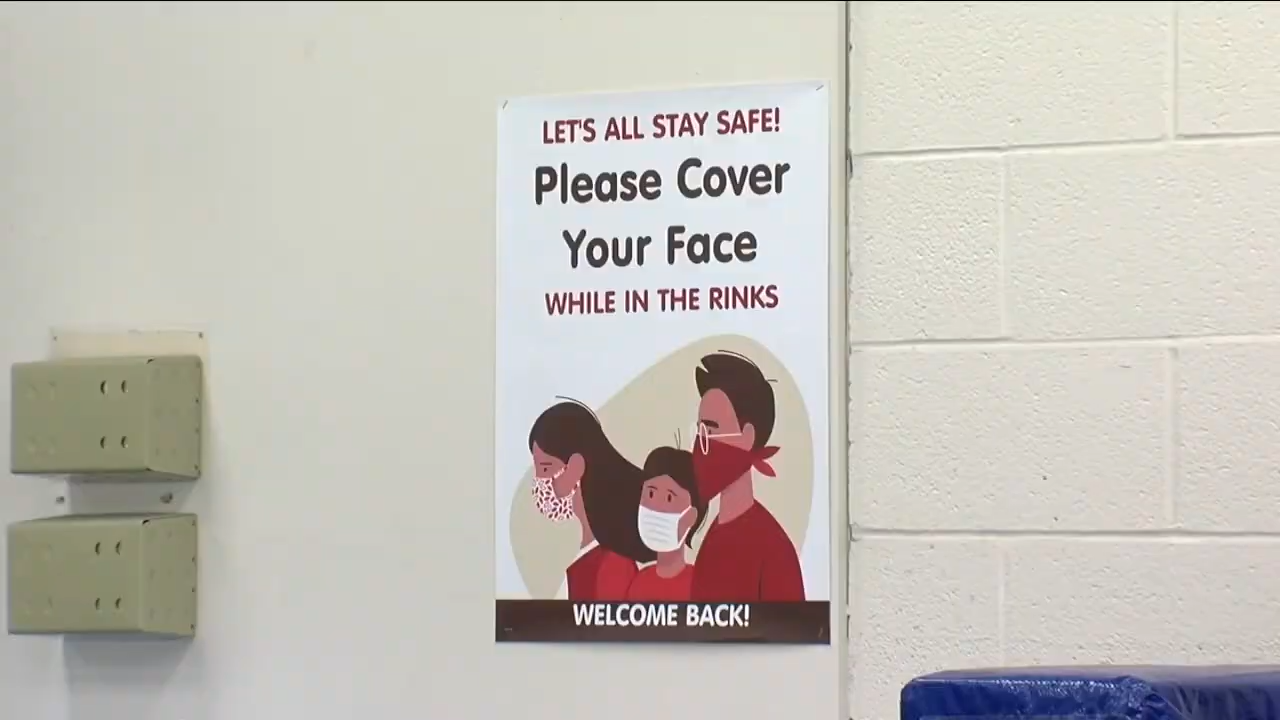 LET'S ALL STAY SAFE!
Please Cover
Your Face
WHILE IN THE RINKS
WELCOME BACK!